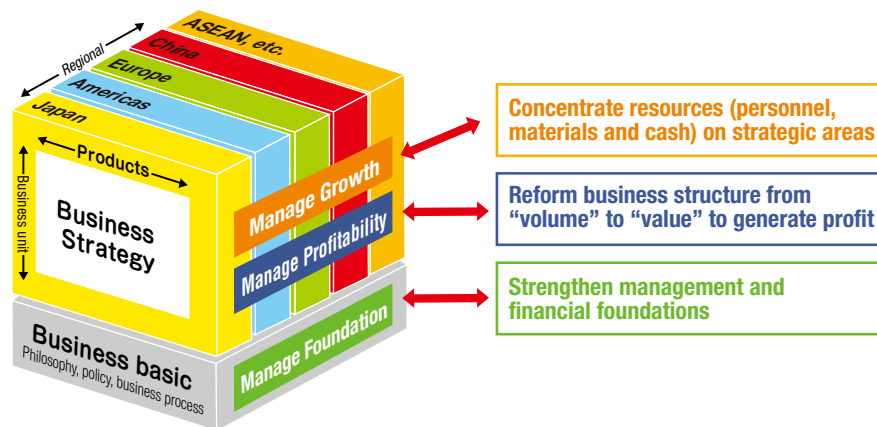 ASEAN, etc.
China
Regional
Europe
Americas
Japan
Products
Business unit
Business
Strategy
Manage Growth
Manage Profitability
Business basic
Philosophy, policy, business process
Manage Foundation
Concentrate resources (personnel,
materials and cash) on strategic areas
Reform business structure from
“volume” to “value” to generate profit
Strengthen management and
financial foundations